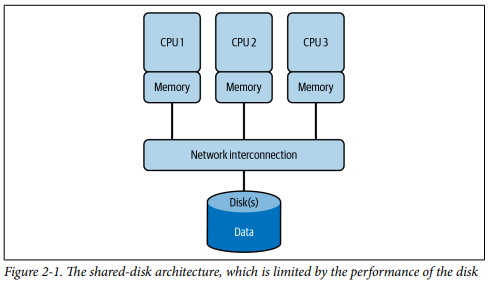 CPU 1 CPU 2 CPU 3
Memory Memory Memory
Network interconnection
Disk(s)
Data
Figure 2-1. The shared-disk architecture, which is limited by the performance of the disk